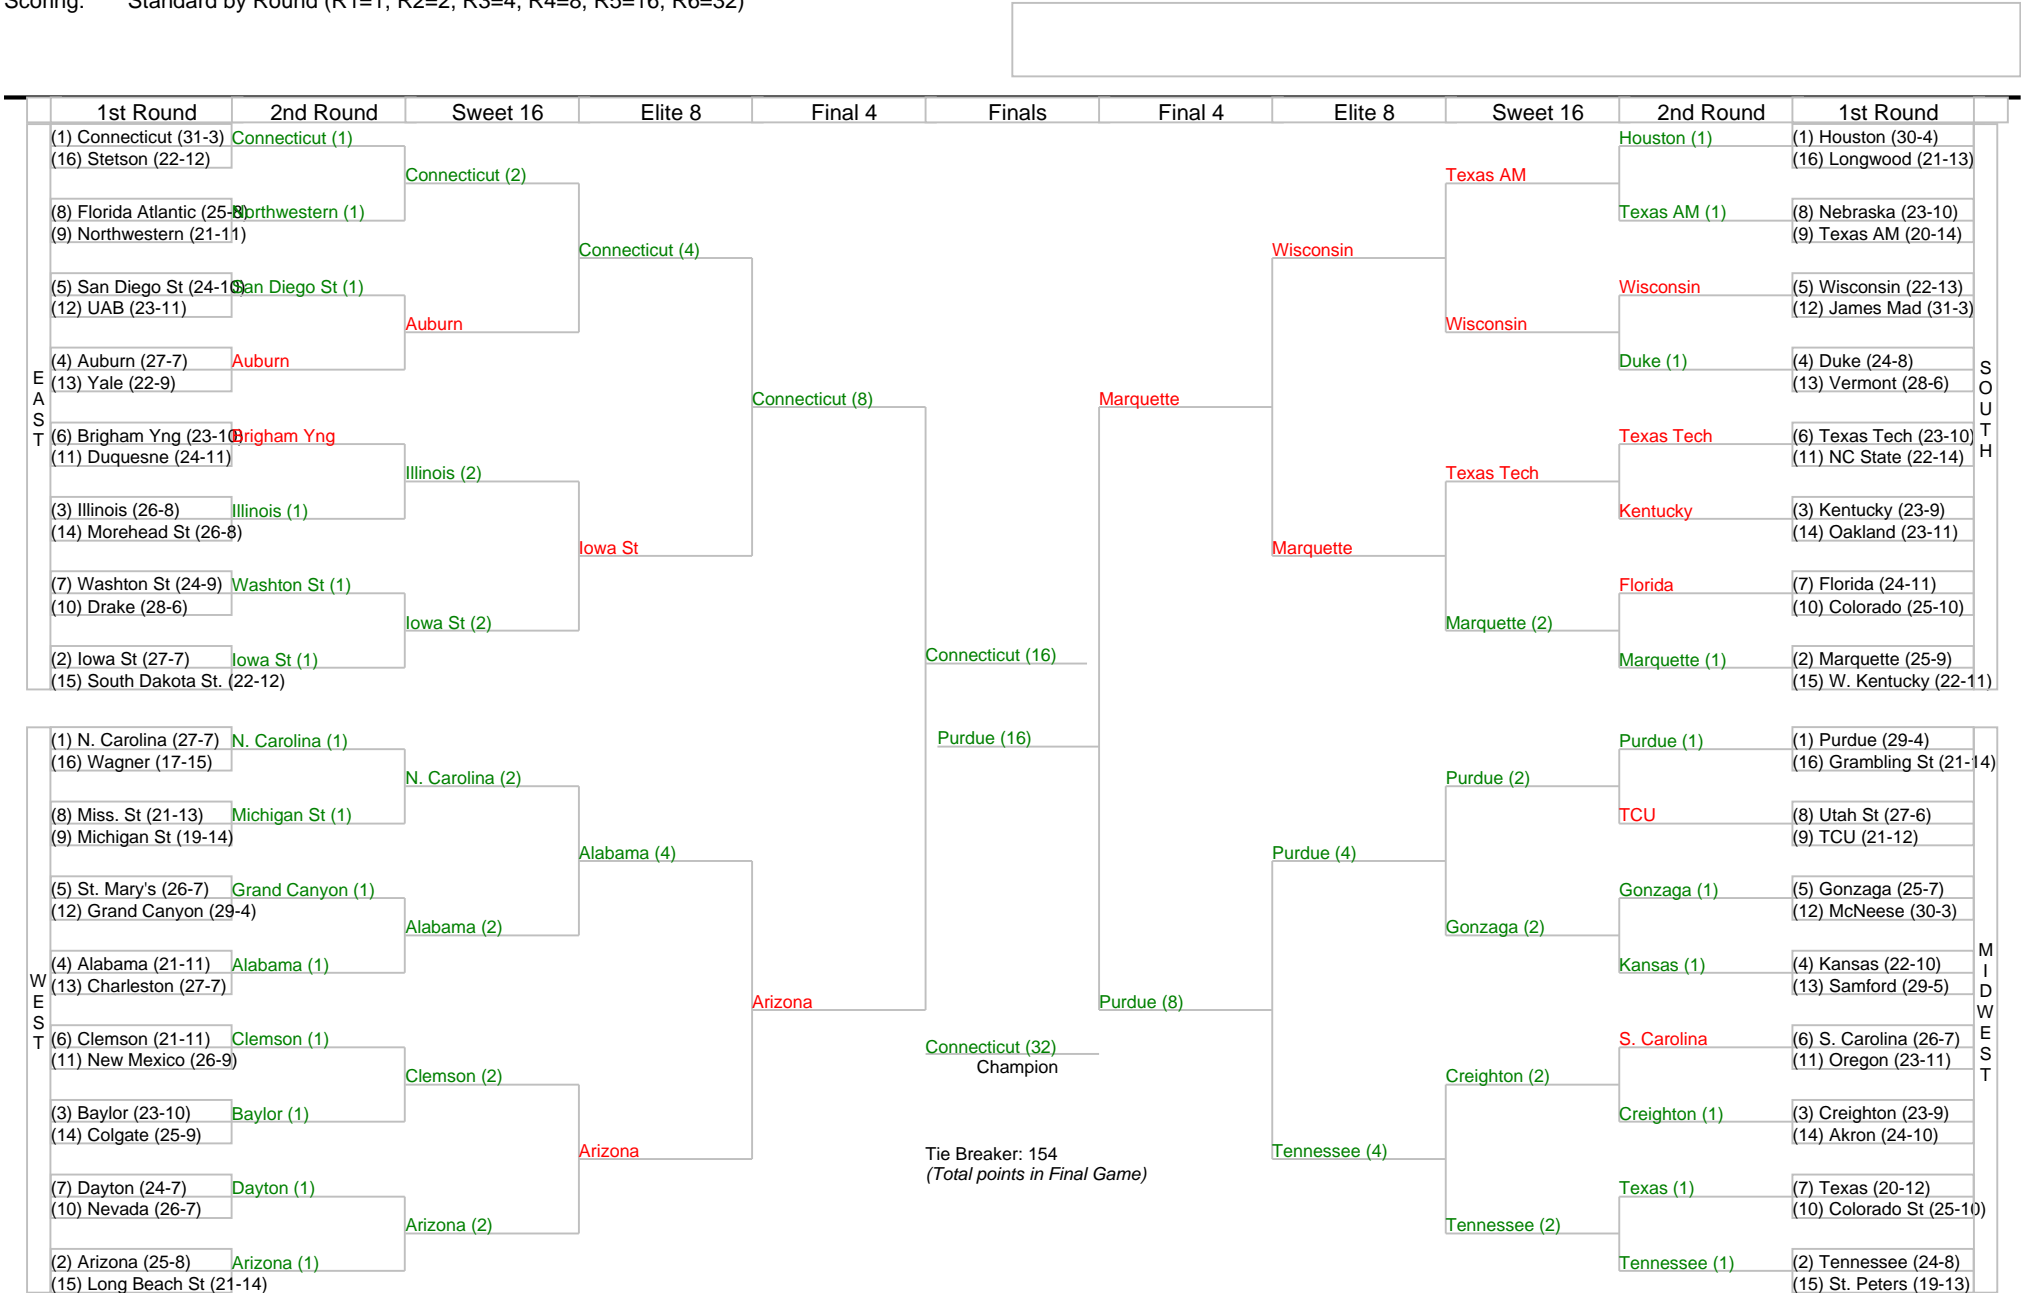 Scoring: Standard by Round (R1=1, R2=2, R3=4, R4=8, R5=16, R6=32)
1st Round 2nd Round Sweet 16 Elite 8 Final 4 Finals Final 4 Elite 8 Sweet 16 2nd Round 1st Round
EAST
(1) Connecticut (31-3)
(16) Stetson (22-12)
(8) Florida Atlantic (25-8)
(9) Northwestern (21-11)
(5) San Diego St (24-10)
(12) UAB (23-11)
(4) Auburn (27-7)
(13) Yale (22-9)
(6) Brigham Yng (23-10)
(11) Duquesne (24-11)
(3) Illinois (26-8)
(14) Morehead St (26-8)
(7) Washton St (24-9)
(10) Drake (28-6)
(2) Iowa St (27-7)
(15) South Dakota St. (22-12)
Connecticut (1)
Northwestern (1)
San Diego St (1)
Auburn
Brigham Yng
Illinois (1)
Washton St (1)
Iowa St (1)
Connecticut (2)
Auburn
Illinois (2)
Iowa St (2)
Connecticut (4)
Iowa St
Connecticut (8)
WEST
(1) N. Carolina (27-7)
(16) Wagner (17-15)
(8) Miss. St (21-13)
(9) Michigan St (19-14)
(5) St. Mary's (26-7)
(12) Grand Canyon (29-4)
(4) Alabama (21-11)
(13) Charleston (27-7)
(6) Clemson (21-11)
(11) New Mexico (26-9)
(3) Baylor (23-10)
(14) Colgate (25-9)
(7) Dayton (24-7)
(10) Nevada (26-7)
(2) Arizona (25-8)
(15) Long Beach St (21-14)
N. Carolina (1)
Michigan St (1)
Grand Canyon (1)
Alabama (1)
Clemson (1)
Baylor (1)
Dayton (1)
Arizona (1)
N. Carolina (2)
Alabama (2)
Clemson (2)
Arizona (2)
Alabama (4)
Arizona
Arizona
Connecticut (16)
Purdue (16)
Connecticut (32)
Champion
Tie Breaker: 154
(Total points in Final Game)
Marquette
Wisconsin
Marquette
Texas AM
Wisconsin
Texas Tech
Marquette (2)
Houston (1)
Texas AM (1)
Wisconsin
Duke (1)
Texas Tech
Kentucky
Florida
Marquette (1)
(1) Houston (30-4)
(16) Longwood (21-13)
(8) Nebraska (23-10)
(9) Texas AM (20-14)
(5) Wisconsin (22-13)
(12) James Mad (31-3)
(4) Duke (24-8)
(13) Vermont (28-6)
(6) Texas Tech (23-10)
(11) NC State (22-14)
(3) Kentucky (23-9)
(14) Oakland (23-11)
(7) Florida (24-11)
(10) Colorado (25-10)
(2) Marquette (25-9)
(15) W. Kentucky (22-11)
SOUTH
Purdue (8)
Purdue (4)
Tennessee (4)
Purdue (2)
Gonzaga (2)
Creighton (2)
Tennessee (2)
Purdue (1)
TCU
Gonzaga (1)
Kansas (1)
S. Carolina
Creighton (1)
Texas (1)
Tennessee (1)
(1) Purdue (29-4)
(16) Grambling St (21-14)
(8) Utah St (27-6)
(9) TCU (21-12)
(5) Gonzaga (25-7)
(12) McNeese (30-3)
(4) Kansas (22-10)
(13) Samford (29-5)
(6) S. Carolina (26-7)
(11) Oregon (23-11)
(3) Creighton (23-9)
(14) Akron (24-10)
(7) Texas (20-12)
(10) Colorado St (25-10)
(2) Tennessee (24-8)
(15) St. Peters (19-13)
MIDWEST